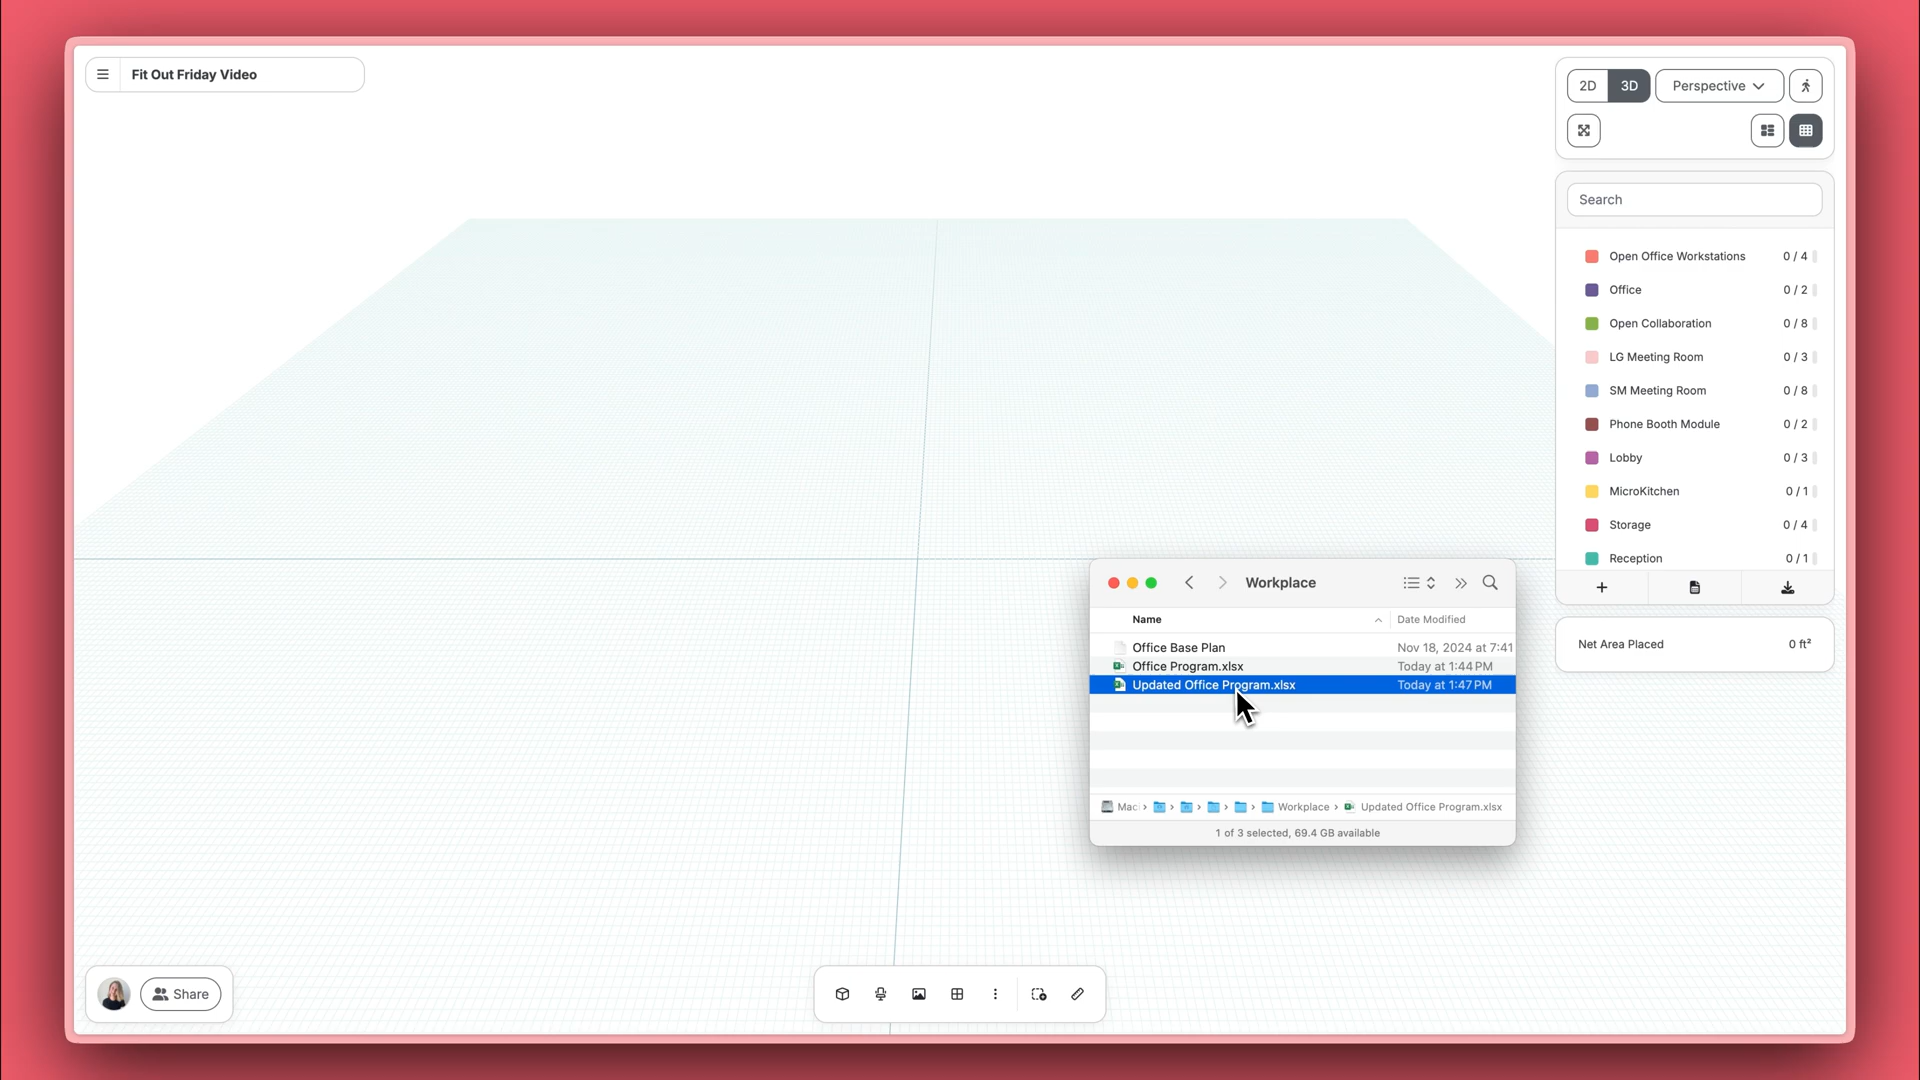 Fit Out Friday Video
2D 3D Perspective
Search
Open Office Workstations 0 / 4
Office 0 / 2
Open Collaboration 0 / 8
LG Meeting Room 0 / 3
SM Meeting Room 0 / 8
Phone Booth Module 0 / 2
Lobby 0 / 3
MicroKitchen 0 / 1
Storage 0 / 4
Reception 0 / 1
Net Area Placed 0 ft²
Workplace
Name Date Modified
Office Base Plan Nov 18, 2024 at 7:41
Office Program.xlsx Today at 1:44 PM
Updated Office Program.xlsx Today at 1:47 PM
Mac › › › › › Workplace › Updated Office Program.xlsx
1 of 3 selected, 69.4 GB available
Share